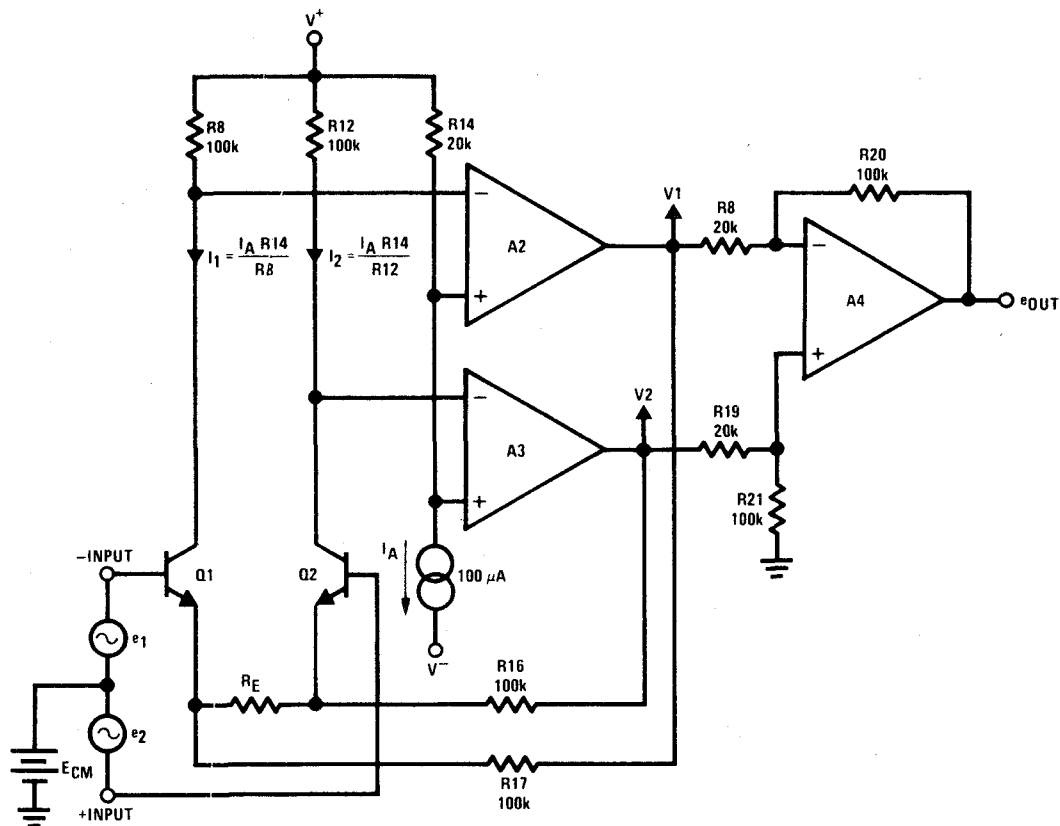 V+
R8
100k
R12
100k
R14
20k
R20
100k
V1
R8
20k
−
A2
+
−
A4
+
eOUT
I1 = IA R14 / R8
I2 = IA R14 / R12
V2
−
A3
+
R19
20k
R21
100k
IA
100 μA
V−
−INPUT
Q1
Q2
e1
e2
ECM
+INPUT
RE
R16
100k
R17
100k